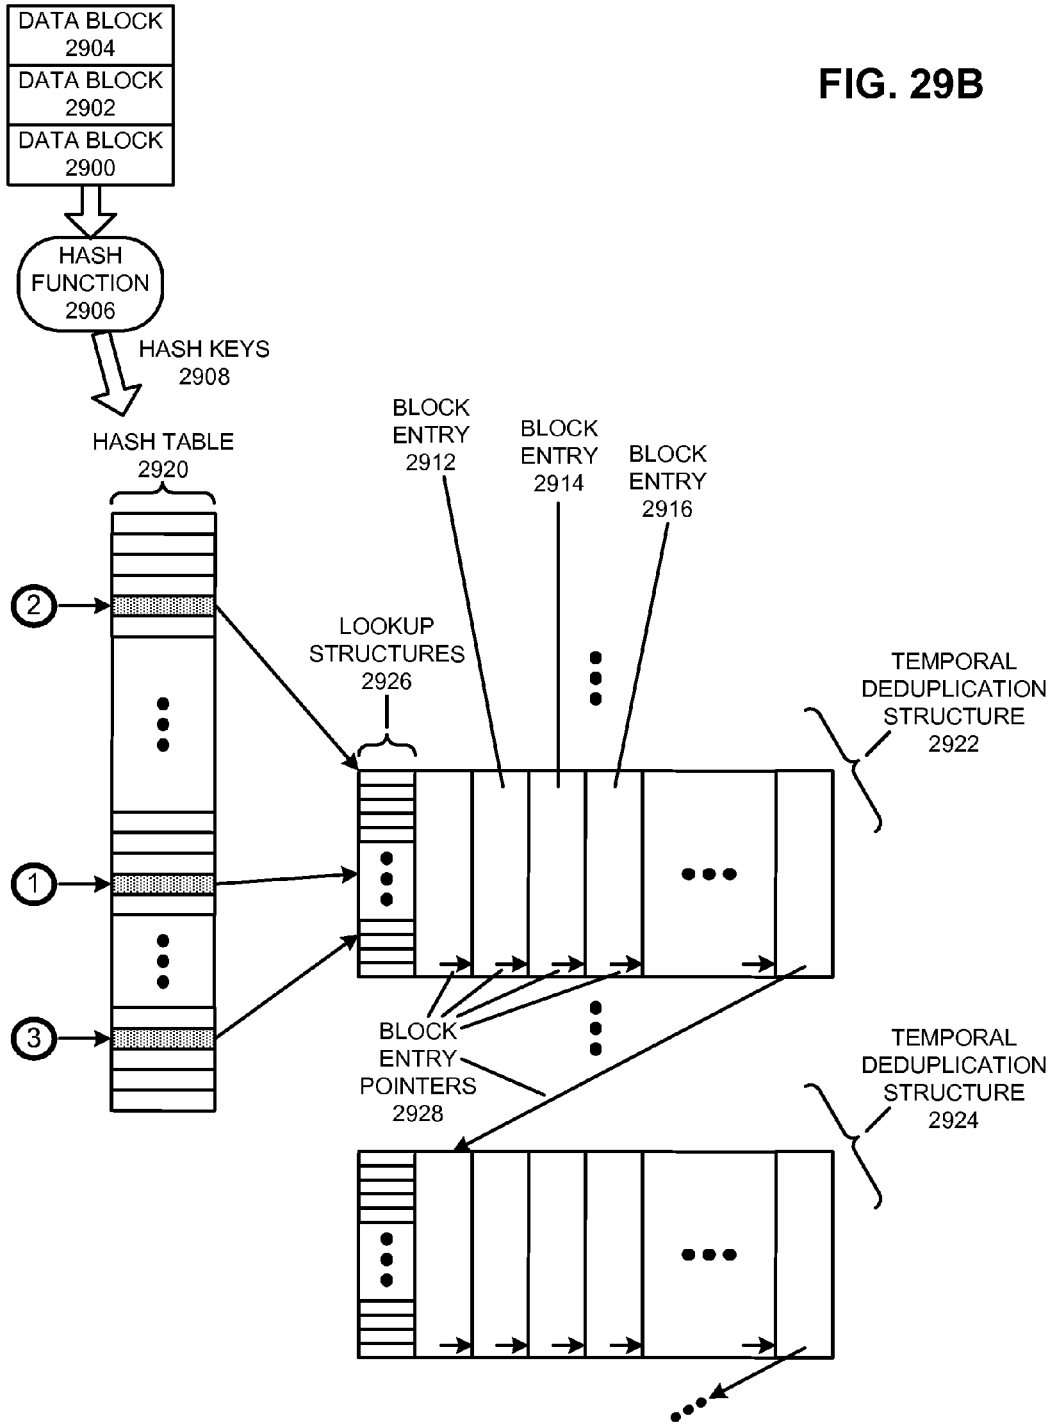 DATA BLOCK
2904
DATA BLOCK
2902
DATA BLOCK
2900
FIG. 29B
HASH
FUNCTION
2906
HASH KEYS
2908
HASH TABLE
2920
BLOCK
ENTRY
2912
BLOCK
ENTRY
2914
BLOCK
ENTRY
2916
2
1
3
LOOKUP
STRUCTURES
2926
TEMPORAL
DEDUPLICATION
STRUCTURE
2922
BLOCK
ENTRY
POINTERS
2928
TEMPORAL
DEDUPLICATION
STRUCTURE
2924